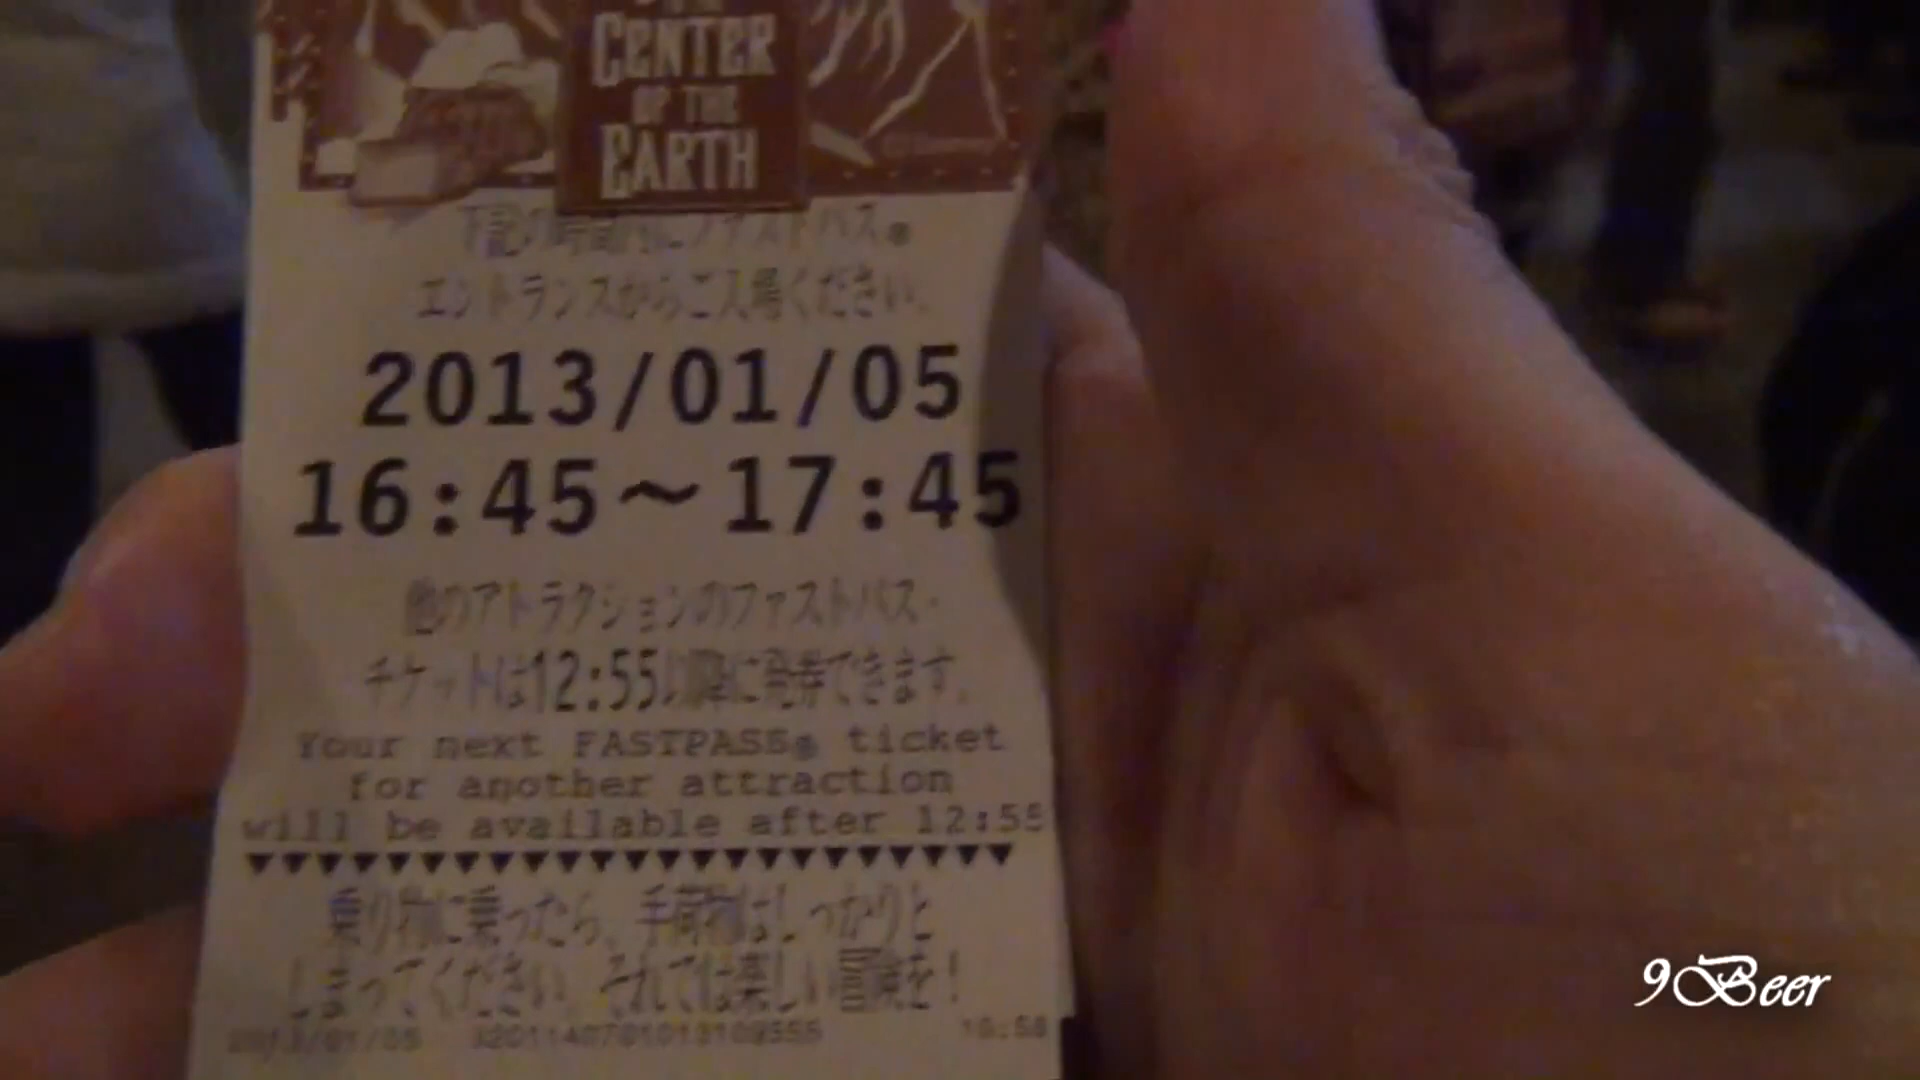 CENTER
OF THE
EARTH
下記の時間内にファストパス®
エントランスからご入場ください。
2013/01/05
16:45～17:45
他のアトラクションのファストパス・
チケットは12:55以降に発券できます。
Your next FASTPASS® ticket
for another attraction
will be available after 12:55
▼▼▼▼▼▼▼▼▼▼▼▼▼▼▼▼▼▼▼▼▼▼▼
乗り物に乗ったら、手荷物はしっかりと
しまってください。それでは楽しい冒険を!
2013/01/05
9Beer